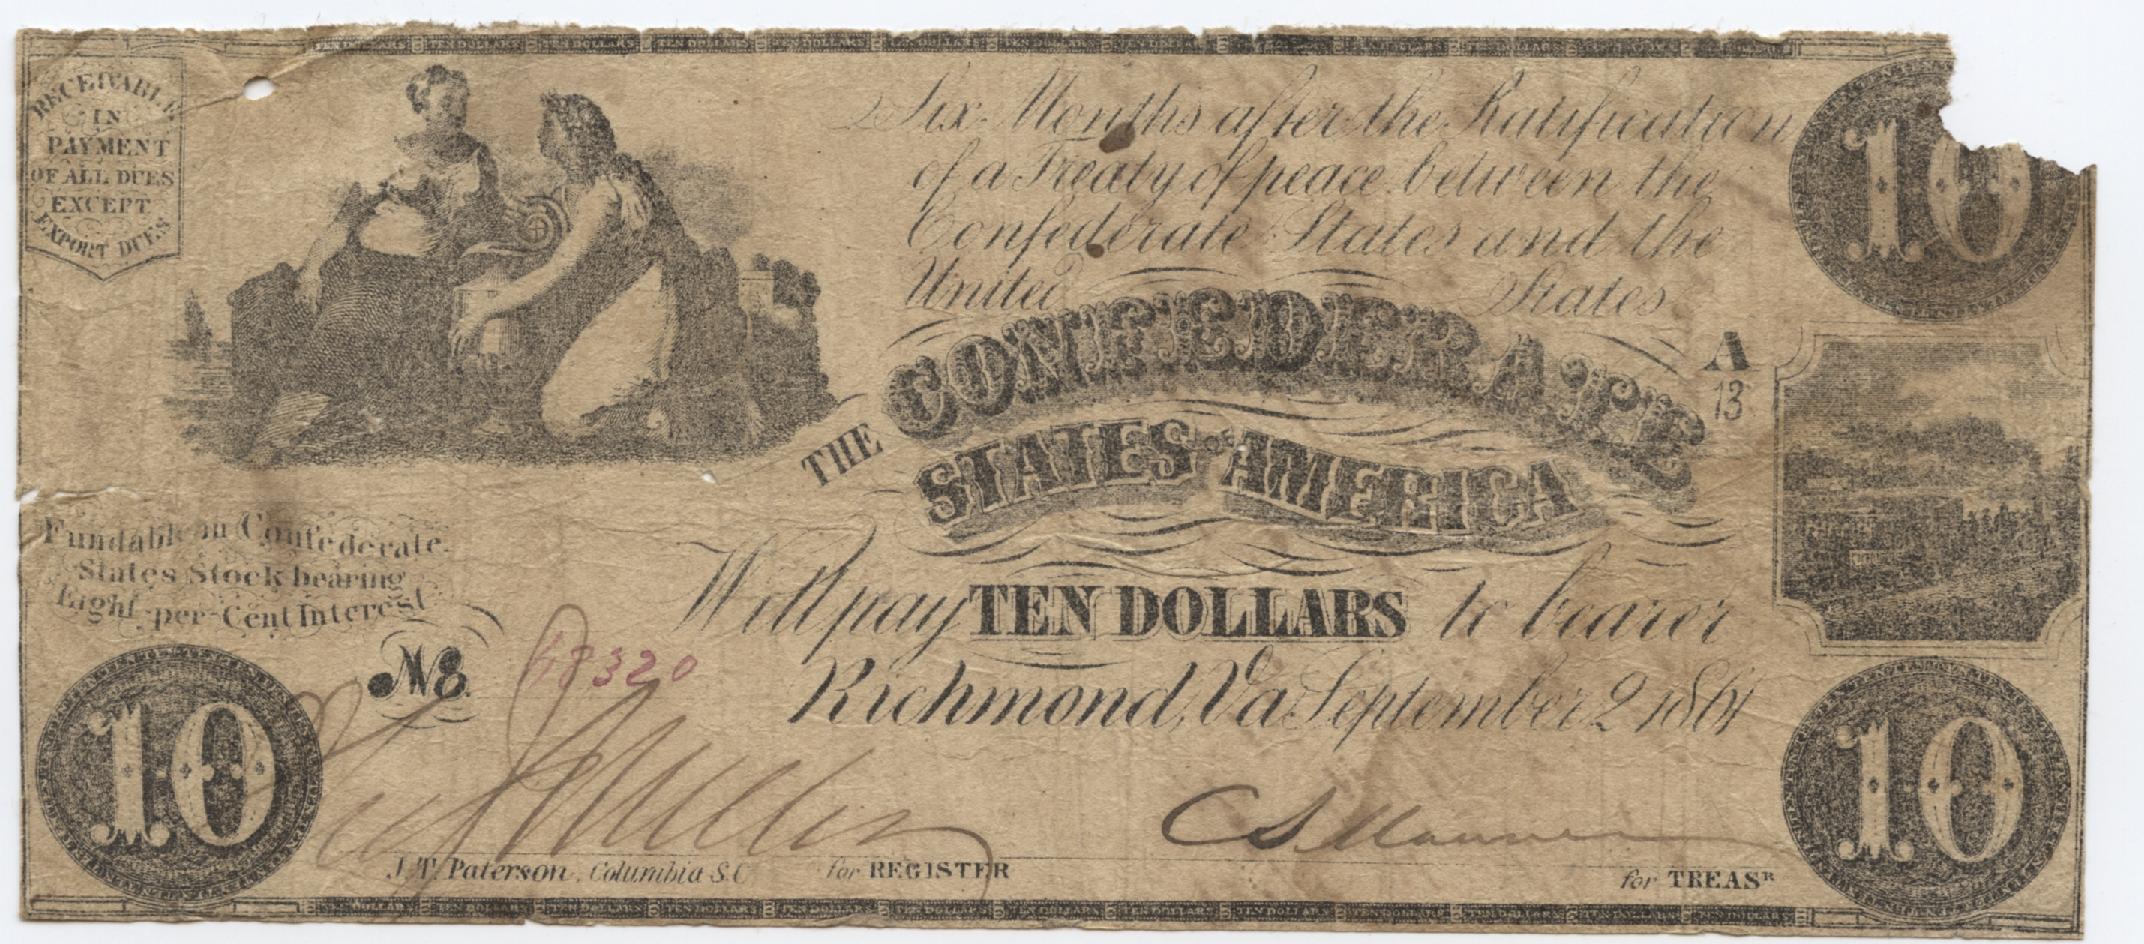 RECEIVABLE
IN
PAYMENT
OF ALL DUES
EXCEPT
EXPORT DUES
Six Months after the Ratification
of a Treaty of peace between the
Confederate States and the
United States
10
THE
CONFEDERATE
STATES OF AMERICA
A
13
Fundable in Confederate
States Stock bearing
Eight-per-Cent Interest
Will pay TEN DOLLARS to bearer
No 8320
Richmond, Va September 2 1861
10
10
J. T. Paterson, Columbia S.C
for REGISTER
for TREASR
TEN DOLLARS